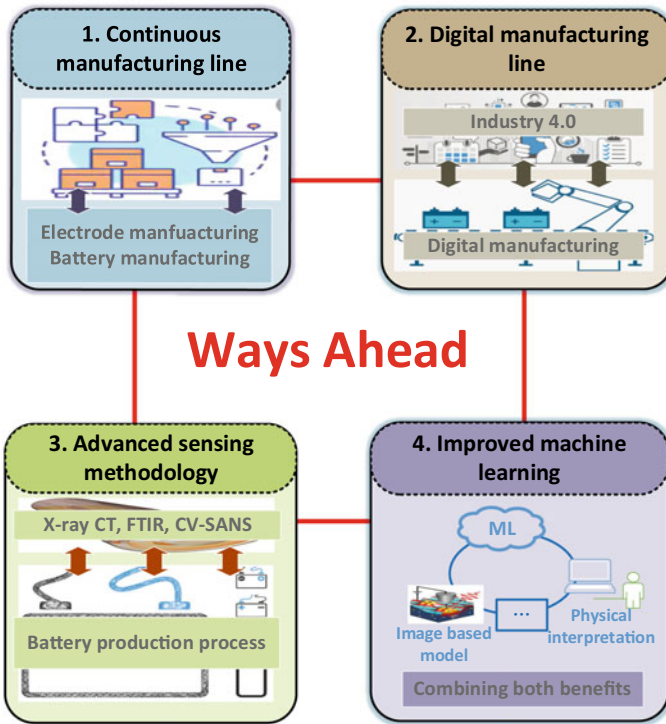 1. Continuous
manufacturing line
Electrode manfuacturing
Battery manufacturing
2. Digital manufacturing
line
Industry 4.0
Digital manufacturing
Ways Ahead
3. Advanced sensing
methodology
X-ray CT, FTIR, CV-SANS
Battery production process
4. Improved machine
learning
ML
...
Image based
model
Physical
interpretation
Combining both benefits